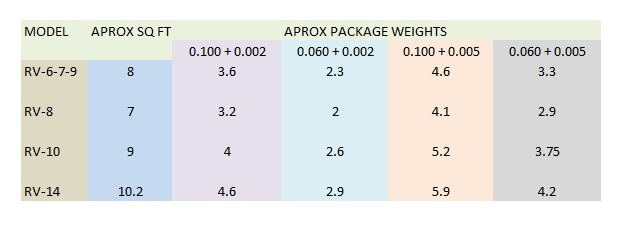 MODEL APROX SQ FT APROX PACKAGE WEIGHTS
0.100 + 0.002 0.060 + 0.002 0.100 + 0.005 0.060 + 0.005
RV-6-7-9 8 3.6 2.3 4.6 3.3
RV-8 7 3.2 2 4.1 2.9
RV-10 9 4 2.6 5.2 3.75
RV-14 10.2 4.6 2.9 5.9 4.2